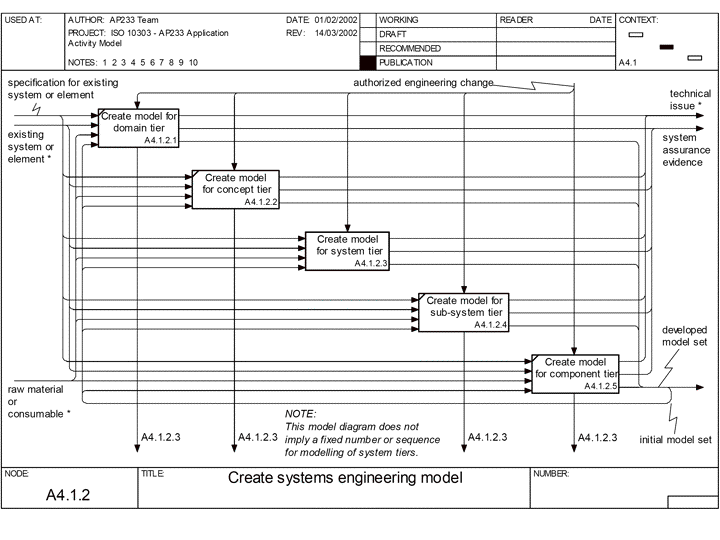 USED AT:
AUTHOR: AP233 Team
DATE: 01/02/2002
PROJECT: ISO 10303 - AP233 Application
Activity Model
REV: 14/03/2002
NOTES: 1 2 3 4 5 6 7 8 9 10
WORKING
DRAFT
RECOMMENDED
PUBLICATION
READER
DATE
CONTEXT:
A4.1
specification for existing
system or element
authorized engineering change
technical
issue *
existing
system or
element *
system
assurance
evidence
Create model for
domain tier
A4.1.2.1
Create model
for concept tier
A4.1.2.2
Create model
for system tier
A4.1.2.3
Create model for
sub-system tier
A4.1.2.4
developed
model set
Create model
for component tier
A4.1.2.5
raw material
or
consumable *
NOTE:
This model diagram does not
imply a fixed number or sequence
for modelling of system tiers.
A4.1.2.3
A4.1.2.3
A4.1.2.3
A4.1.2.3
initial model set
NODE:
A4.1.2
TITLE:
Create systems engineering model
NUMBER: